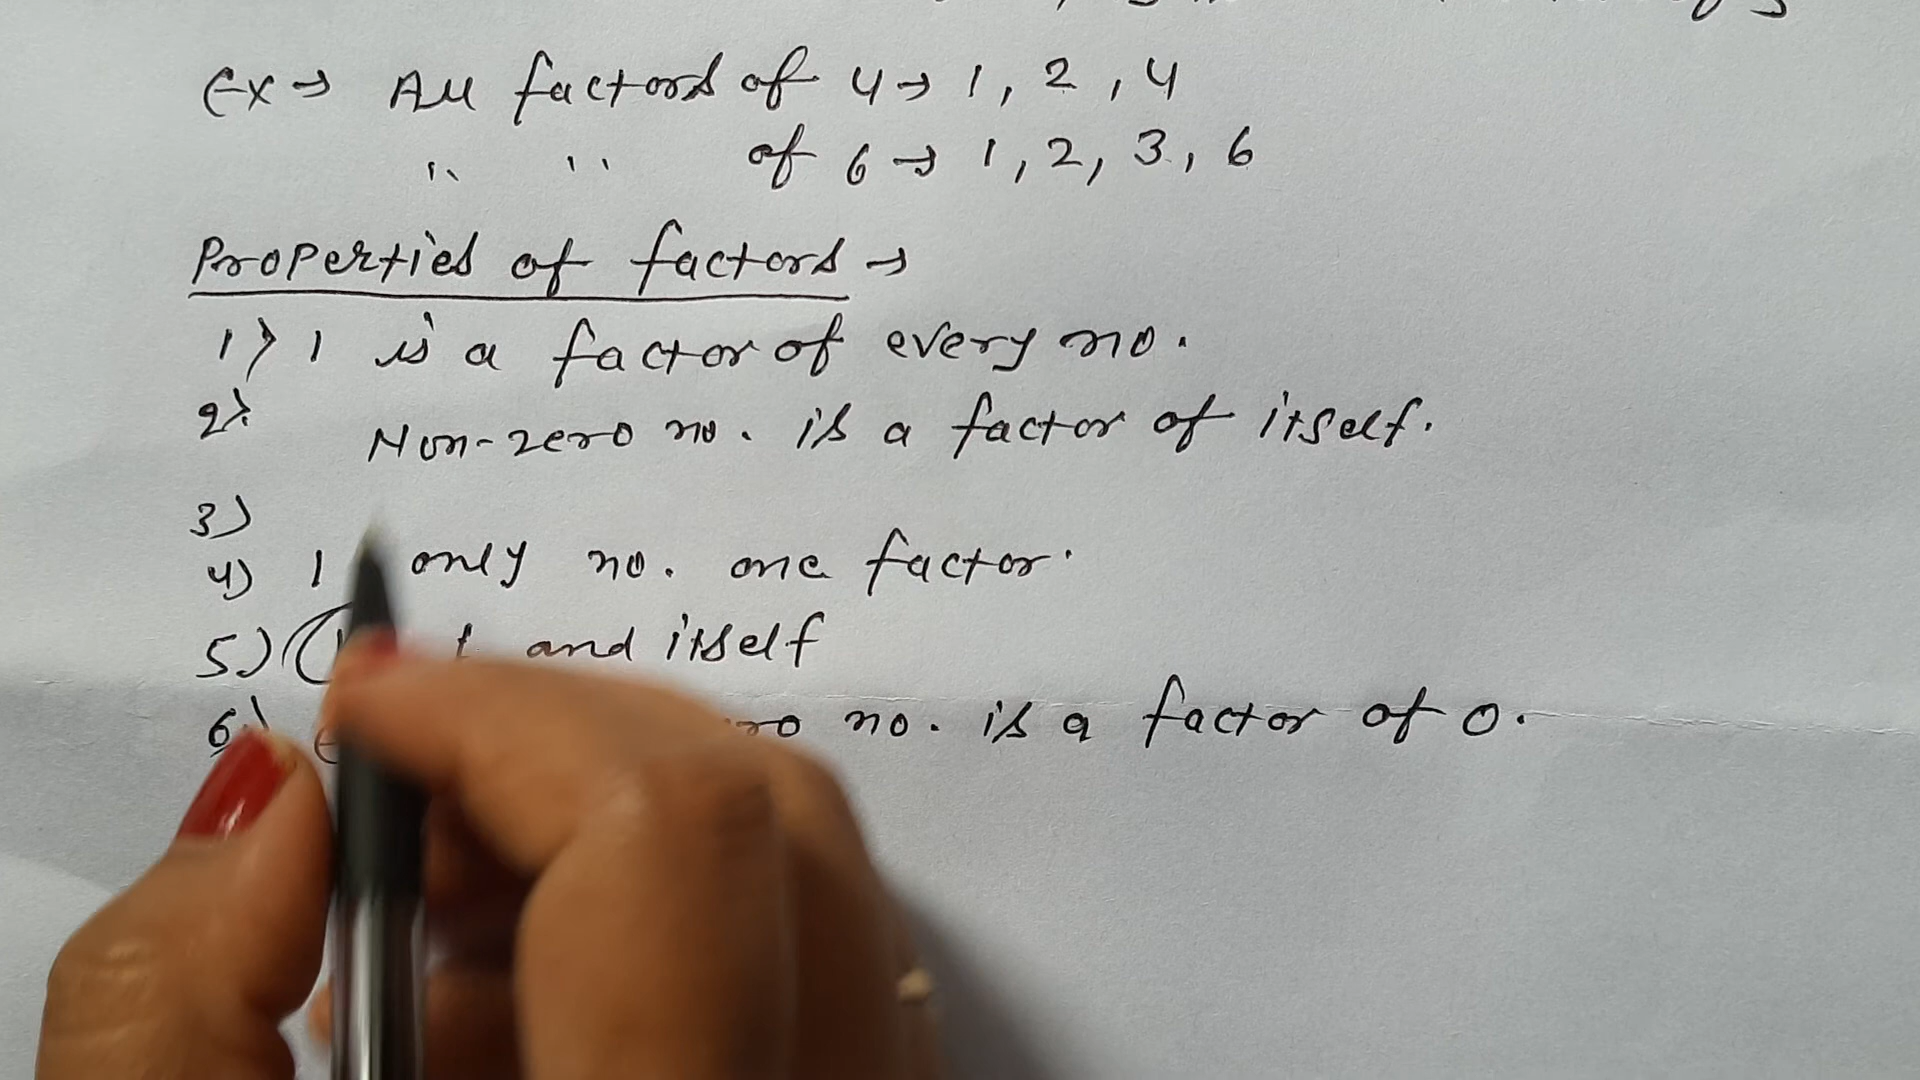 Ex → All factors of 4 → 1, 2, 4
" " of 6 → 1, 2, 3, 6
Properties of factors →
1) 1 is a factor of every no.
2) Non-zero no. is a factor of itself.
3)
4) 1 only no. one factor.
5) and itself
6) no. is a factor of 0.